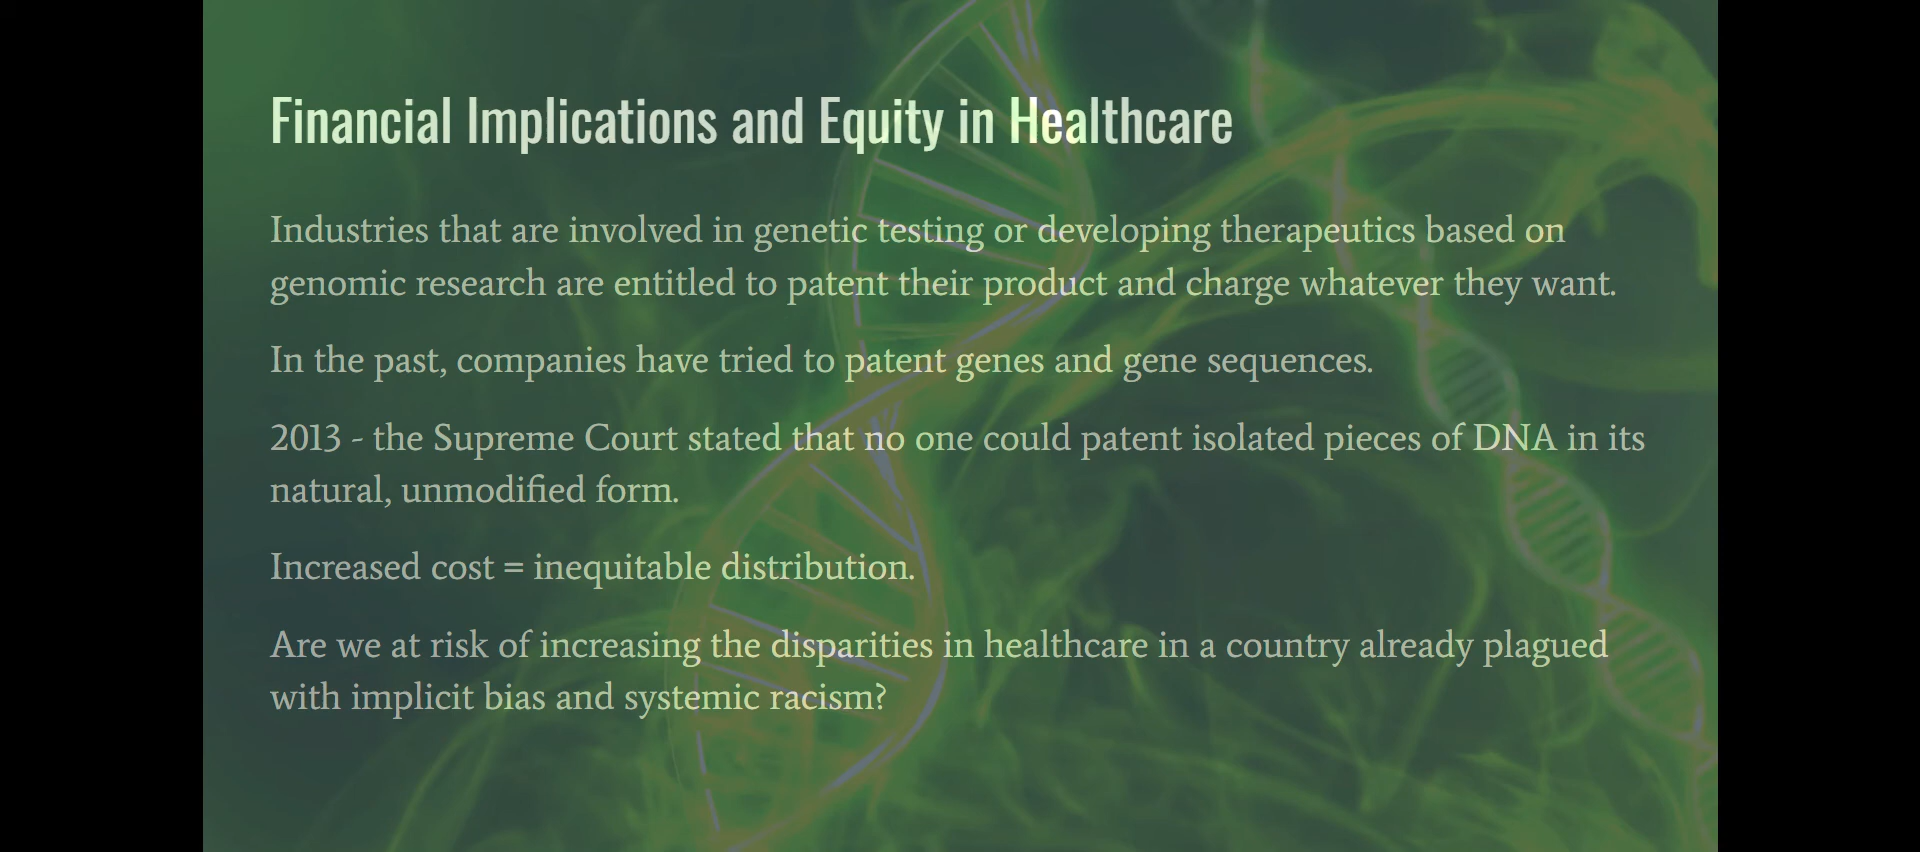 Financial Implications and Equity in Healthcare
Industries that are involved in genetic testing or developing therapeutics based on
genomic research are entitled to patent their product and charge whatever they want.
In the past, companies have tried to patent genes and gene sequences.
2013 - the Supreme Court stated that no one could patent isolated pieces of DNA in its
natural, unmodified form.
Increased cost = inequitable distribution.
Are we at risk of increasing the disparities in healthcare in a country already plagued
with implicit bias and systemic racism?